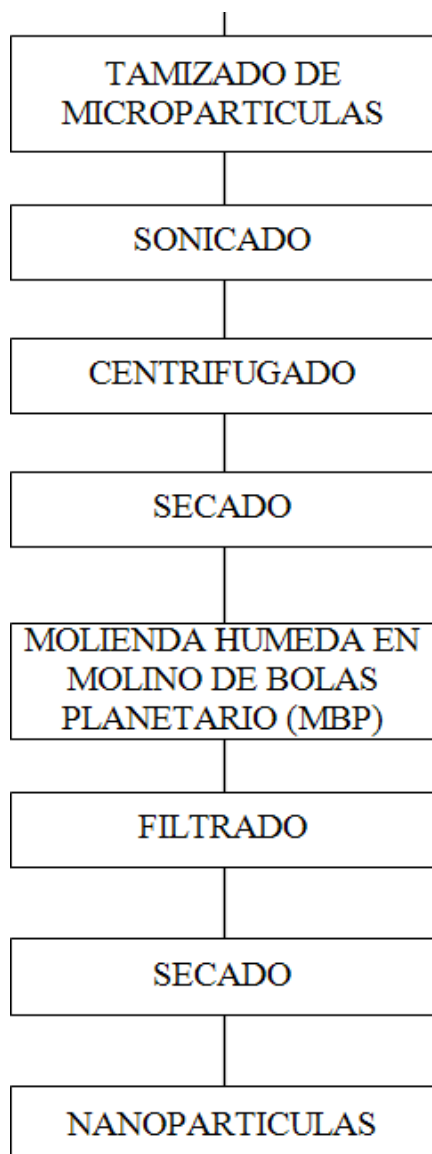 TAMIZADO DE
MICROPARTICULAS
SONICADO
CENTRIFUGADO
SECADO
MOLIENDA HUMEDA EN
MOLINO DE BOLAS
PLANETARIO (MBP)
FILTRADO
SECADO
NANOPARTICULAS